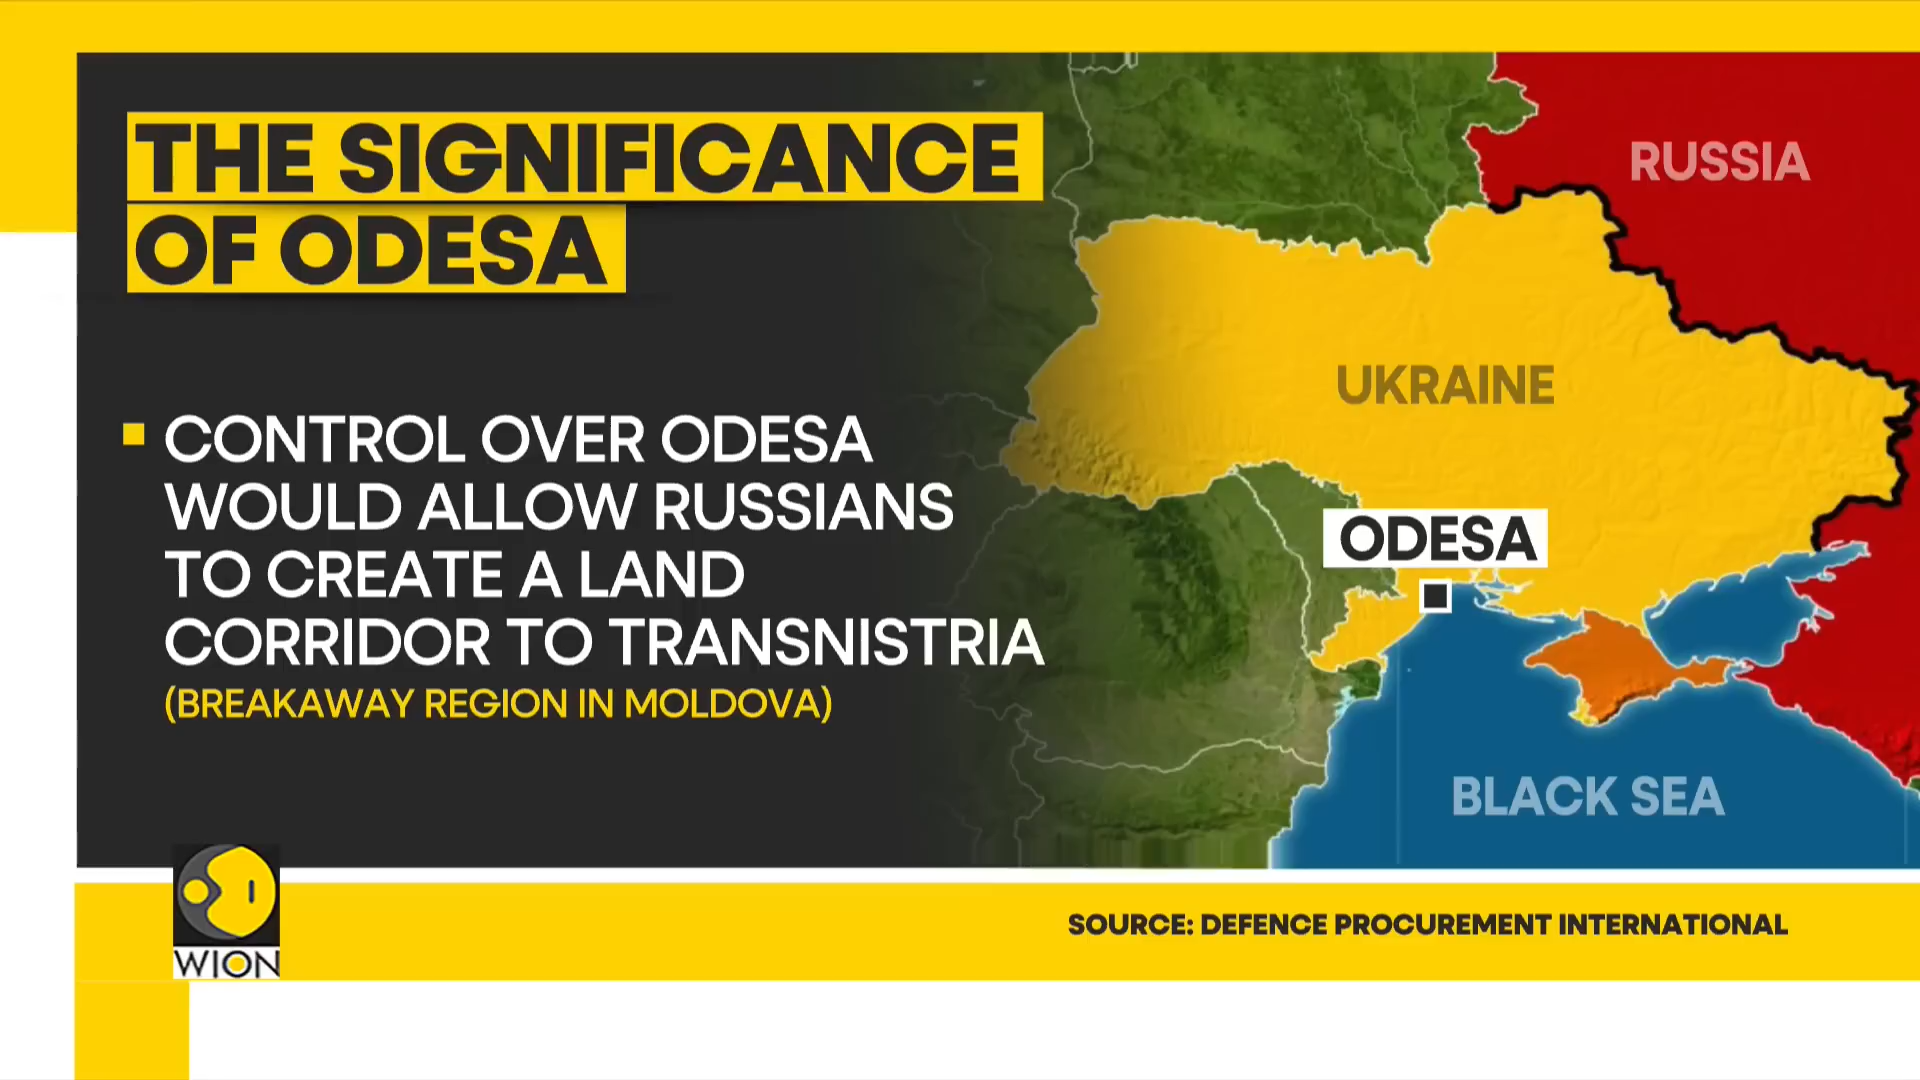 THE SIGNIFICANCE
OF ODESA
CONTROL OVER ODESA
WOULD ALLOW RUSSIANS
TO CREATE A LAND
CORRIDOR TO TRANSNISTRIA
(BREAKAWAY REGION IN MOLDOVA)
RUSSIA
UKRAINE
ODESA
BLACK SEA
SOURCE: DEFENCE PROCUREMENT INTERNATIONAL
WION